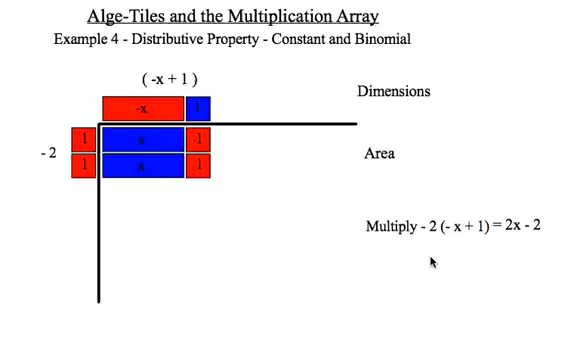 Alge-Tiles and the Multiplication Array
Example 4 - Distributive Property - Constant and Binomial
( -x + 1 )
Dimensions
-x 1
- 2
1 x -1
1 x -1
Area
Multiply - 2 (- x + 1) = 2x - 2